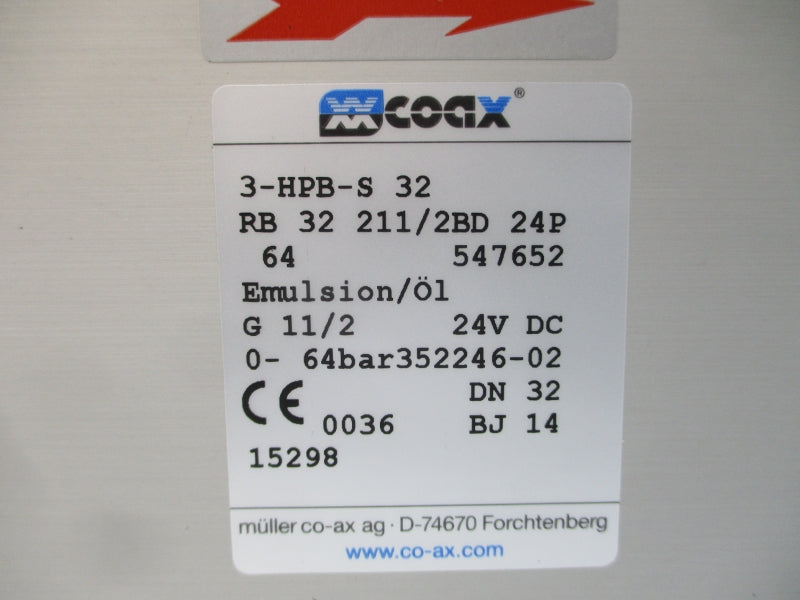 coax®
3-HPB-S 32
RB 32 211/2BD 24P
64 547652
Emulsion/Öl
G 11/2 24V DC
0- 64bar352246-02
CE 0036 DN 32
BJ 14
15298
müller co-ax ag · D-74670 Forchtenberg
www.co-ax.com